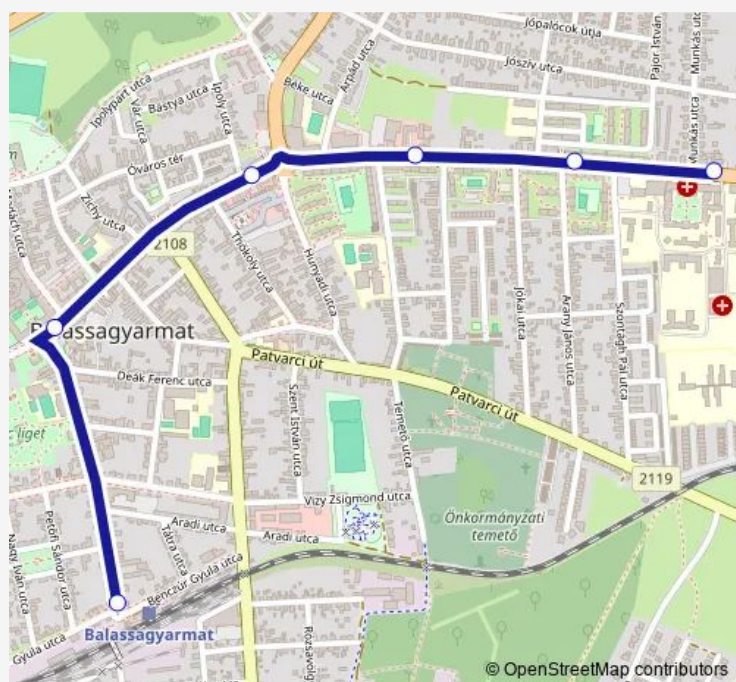 Jópalócok útja
Jószív utca
Pajor István
Munkás utca
Munkás utca
Árpád utca
Béke utca
Ipolypart utca
Bástya utca
Vár utca
Ipoly utca
Óváros tér
Zichy utca
2108
Thököly utca
Hunyadi utca
Balassagyarmat
Jókai utca
Arany János utca
Szontágh Pál utca
Patvarci út
Patvarci út
Deák Ferenc utca
Szent István utca
Temető utca
liget
2119
Vizy Zsigmond utca
Önkormányzati
temető
Aradi utca
Aradi utca
Petőfi Sándor utca
Nagy Iván utca
Tátra utca
Benczúr Gyula utca
Balassagyarmat
Gyula utca
© OpenStreetMap contributors